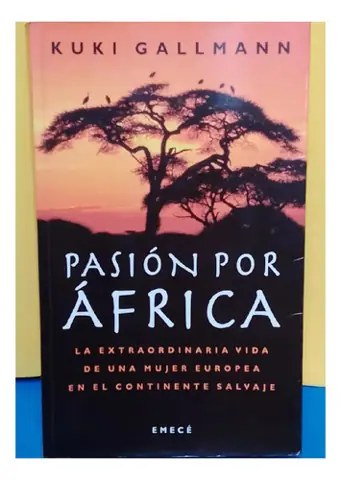 KUKI GALLMANN
PASIÓN POR
ÁFRICA
LA EXTRAORDINARIA VIDA
DE UNA MUJER EUROPEA
EN EL CONTINENTE SALVAJE
EMECÉ